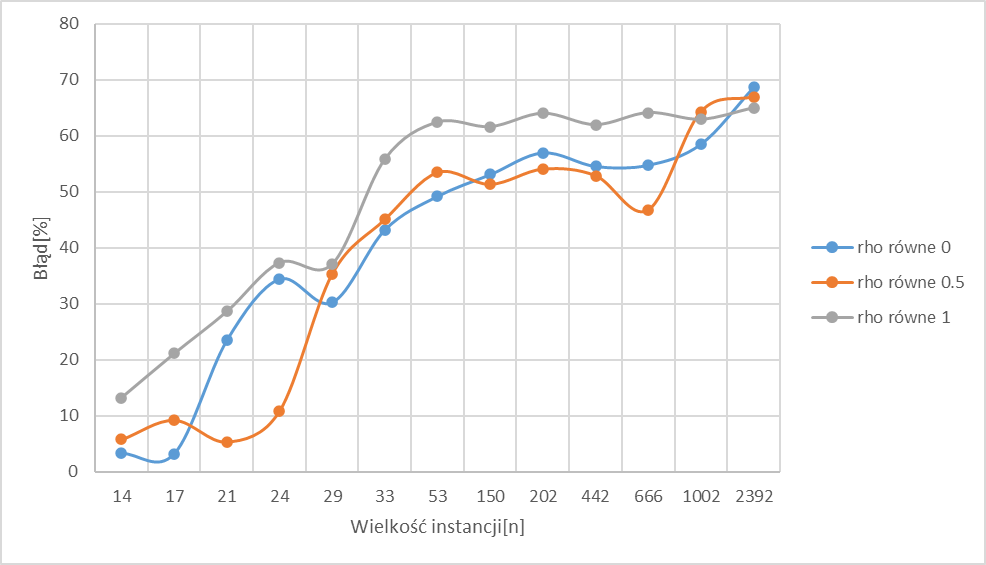 80
70
60
50
40
30
20
10
0
Błąd[%]
14 17 21 24 29 33 53 150 202 442 666 1002 2392
Wielkość instancji[n]
rho równe 0
rho równe 0.5
rho równe 1